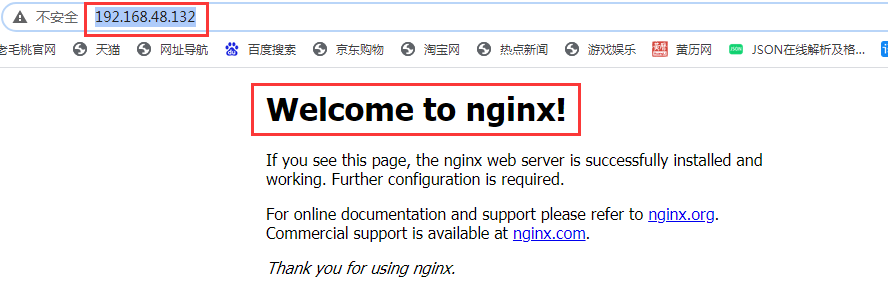 不安全 192.168.48.132
老毛桃官网 天猫 网址导航 百度搜索 京东购物 淘宝网 热点新闻 游戏娱乐 黄历网 JSON在线解析及格...
Welcome to nginx!
If you see this page, the nginx web server is successfully installed and
working. Further configuration is required.
For online documentation and support please refer to nginx.org.
Commercial support is available at nginx.com.
Thank you for using nginx.